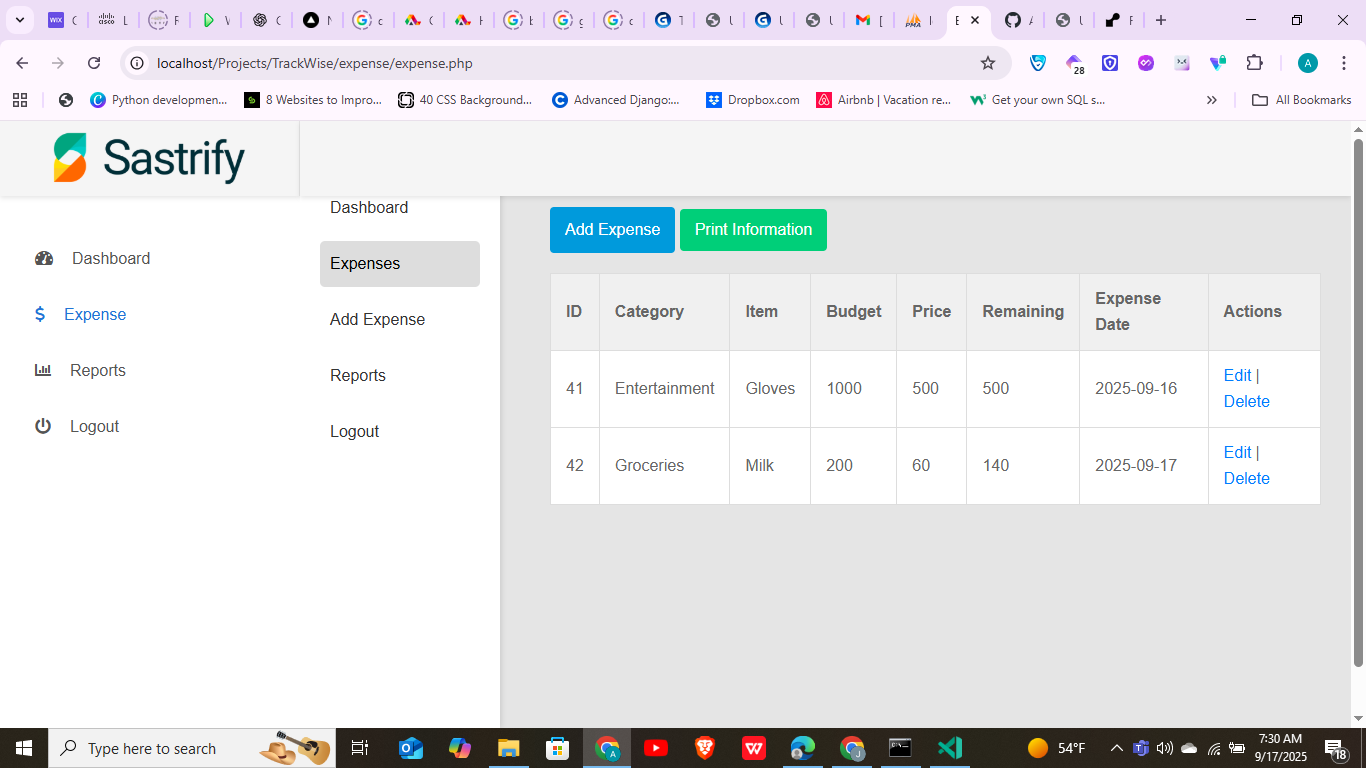 localhost/Projects/TrackWise/expense/expense.php
28
A
Python developmen...
8 Websites to Impro...
40 CSS Background...
Advanced Django:...
Dropbox.com
Airbnb | Vacation re...
Get your own SQL s...
All Bookmarks
Sastrify
Dashboard
Expense
Reports
Logout
Dashboard
Expenses
Add Expense
Reports
Logout
Add Expense
Print Information
ID
Category
Item
Budget
Price
Remaining
Expense
Date
Actions
41
Entertainment
Gloves
1000
500
500
2025-09-16
Edit |
Delete
42
Groceries
Milk
200
60
140
2025-09-17
Edit |
Delete
Type here to search
54°F
7:30 AM
9/17/2025
18